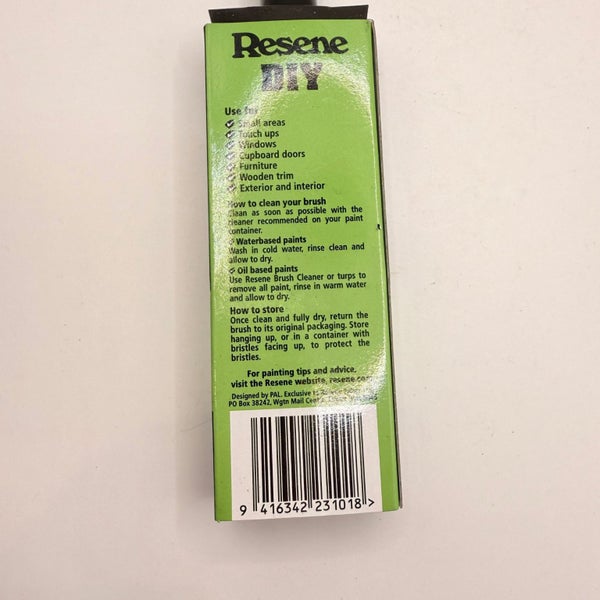 Resene
DIY
Use for
Small areas
Touch ups
Windows
Cupboard doors
Furniture
Wooden trim
Exterior and interior
How to clean your brush
Clean as soon as possible with the
cleaner recommended on your paint
container.
Waterbased paints
Wash in cold water, rinse clean and
allow to dry.
Oil based paints
Use Resene Brush Cleaner or turps to
remove all paint, rinse in warm water
and allow to dry.
How to store
Once clean and fully dry, return the
brush to its original packaging. Store
hanging up, or in a container with
bristles facing up, to protect the
bristles.
For painting tips and advice,
visit the Resene website, resene.com
Designed by PAL. Exclusive to
PO Box 38242, Wgtn Mail
9 416342 231018 >